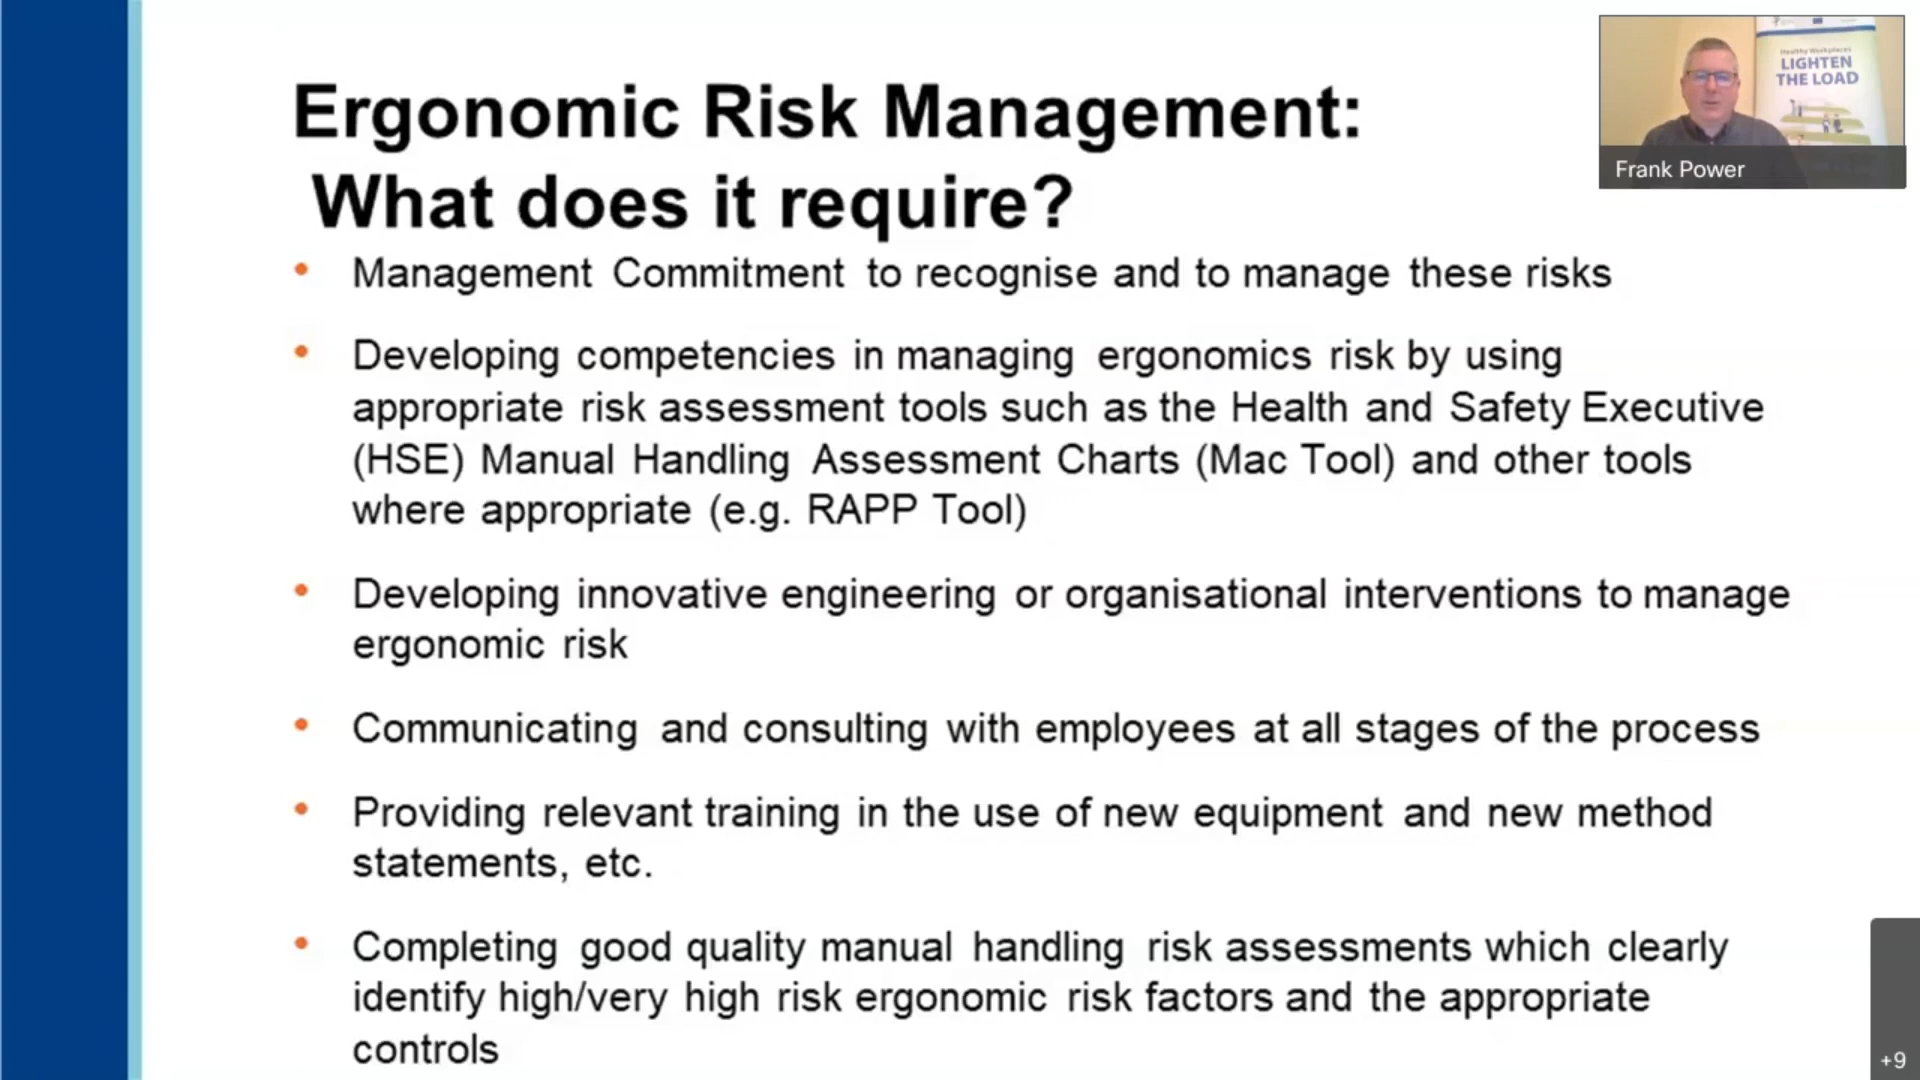 Ergonomic Risk Management:
What does it require?
• Management Commitment to recognise and to manage these risks
• Developing competencies in managing ergonomics risk by using
appropriate risk assessment tools such as the Health and Safety Executive
(HSE) Manual Handling Assessment Charts (Mac Tool) and other tools
where appropriate (e.g. RAPP Tool)
• Developing innovative engineering or organisational interventions to manage
ergonomic risk
• Communicating and consulting with employees at all stages of the process
• Providing relevant training in the use of new equipment and new method
statements, etc.
• Completing good quality manual handling risk assessments which clearly
identify high/very high risk ergonomic risk factors and the appropriate
controls
Healthy Workplaces
LIGHTEN
THE LOAD
Frank Power
+9